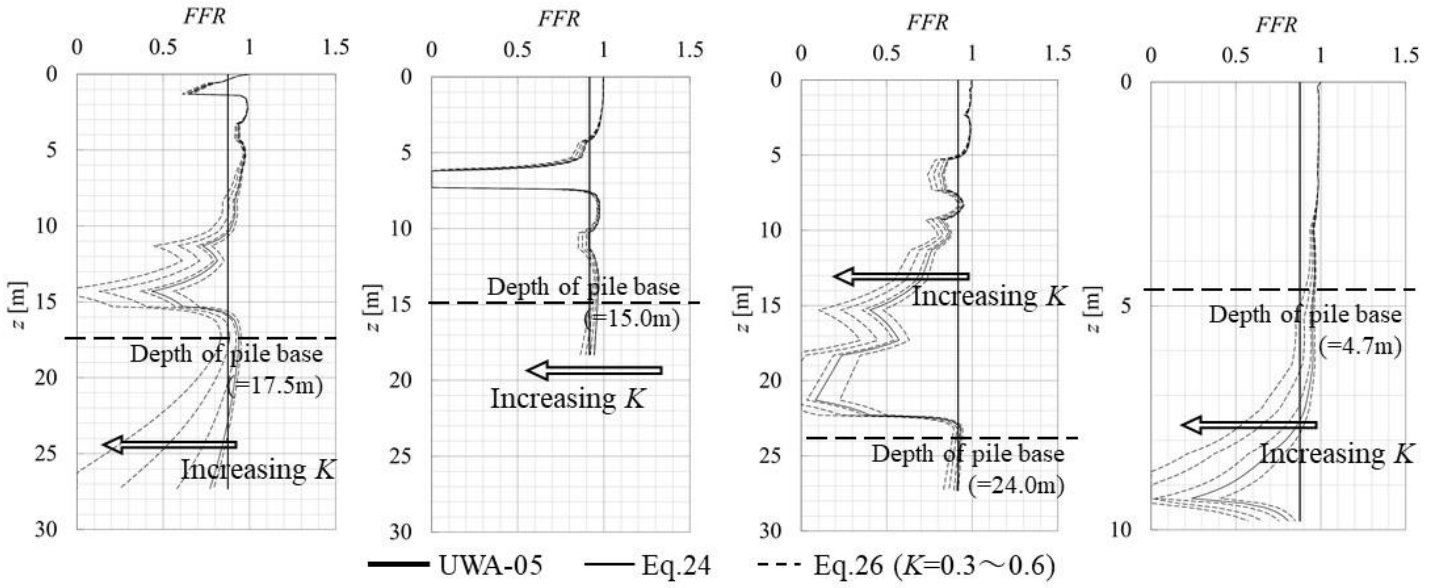 FFR
0 0.5 1 1.5
0
5
10
15
20
25
30
z [m]
Depth of pile base
(=17.5m)
Increasing K
FFR
0 0.5 1 1.5
0
5
10
15
20
25
30
z [m]
Depth of pile base
(=15.0m)
Increasing K
FFR
0 0.5 1 1.5
0
5
10
15
20
25
30
z [m]
Increasing K
Depth of pile base
(=24.0m)
FFR
0 0.5 1 1.5
0
5
10
z [m]
Depth of pile base
(=4.7m)
Increasing K
UWA-05 Eq.24 Eq.26 (K=0.3～0.6)